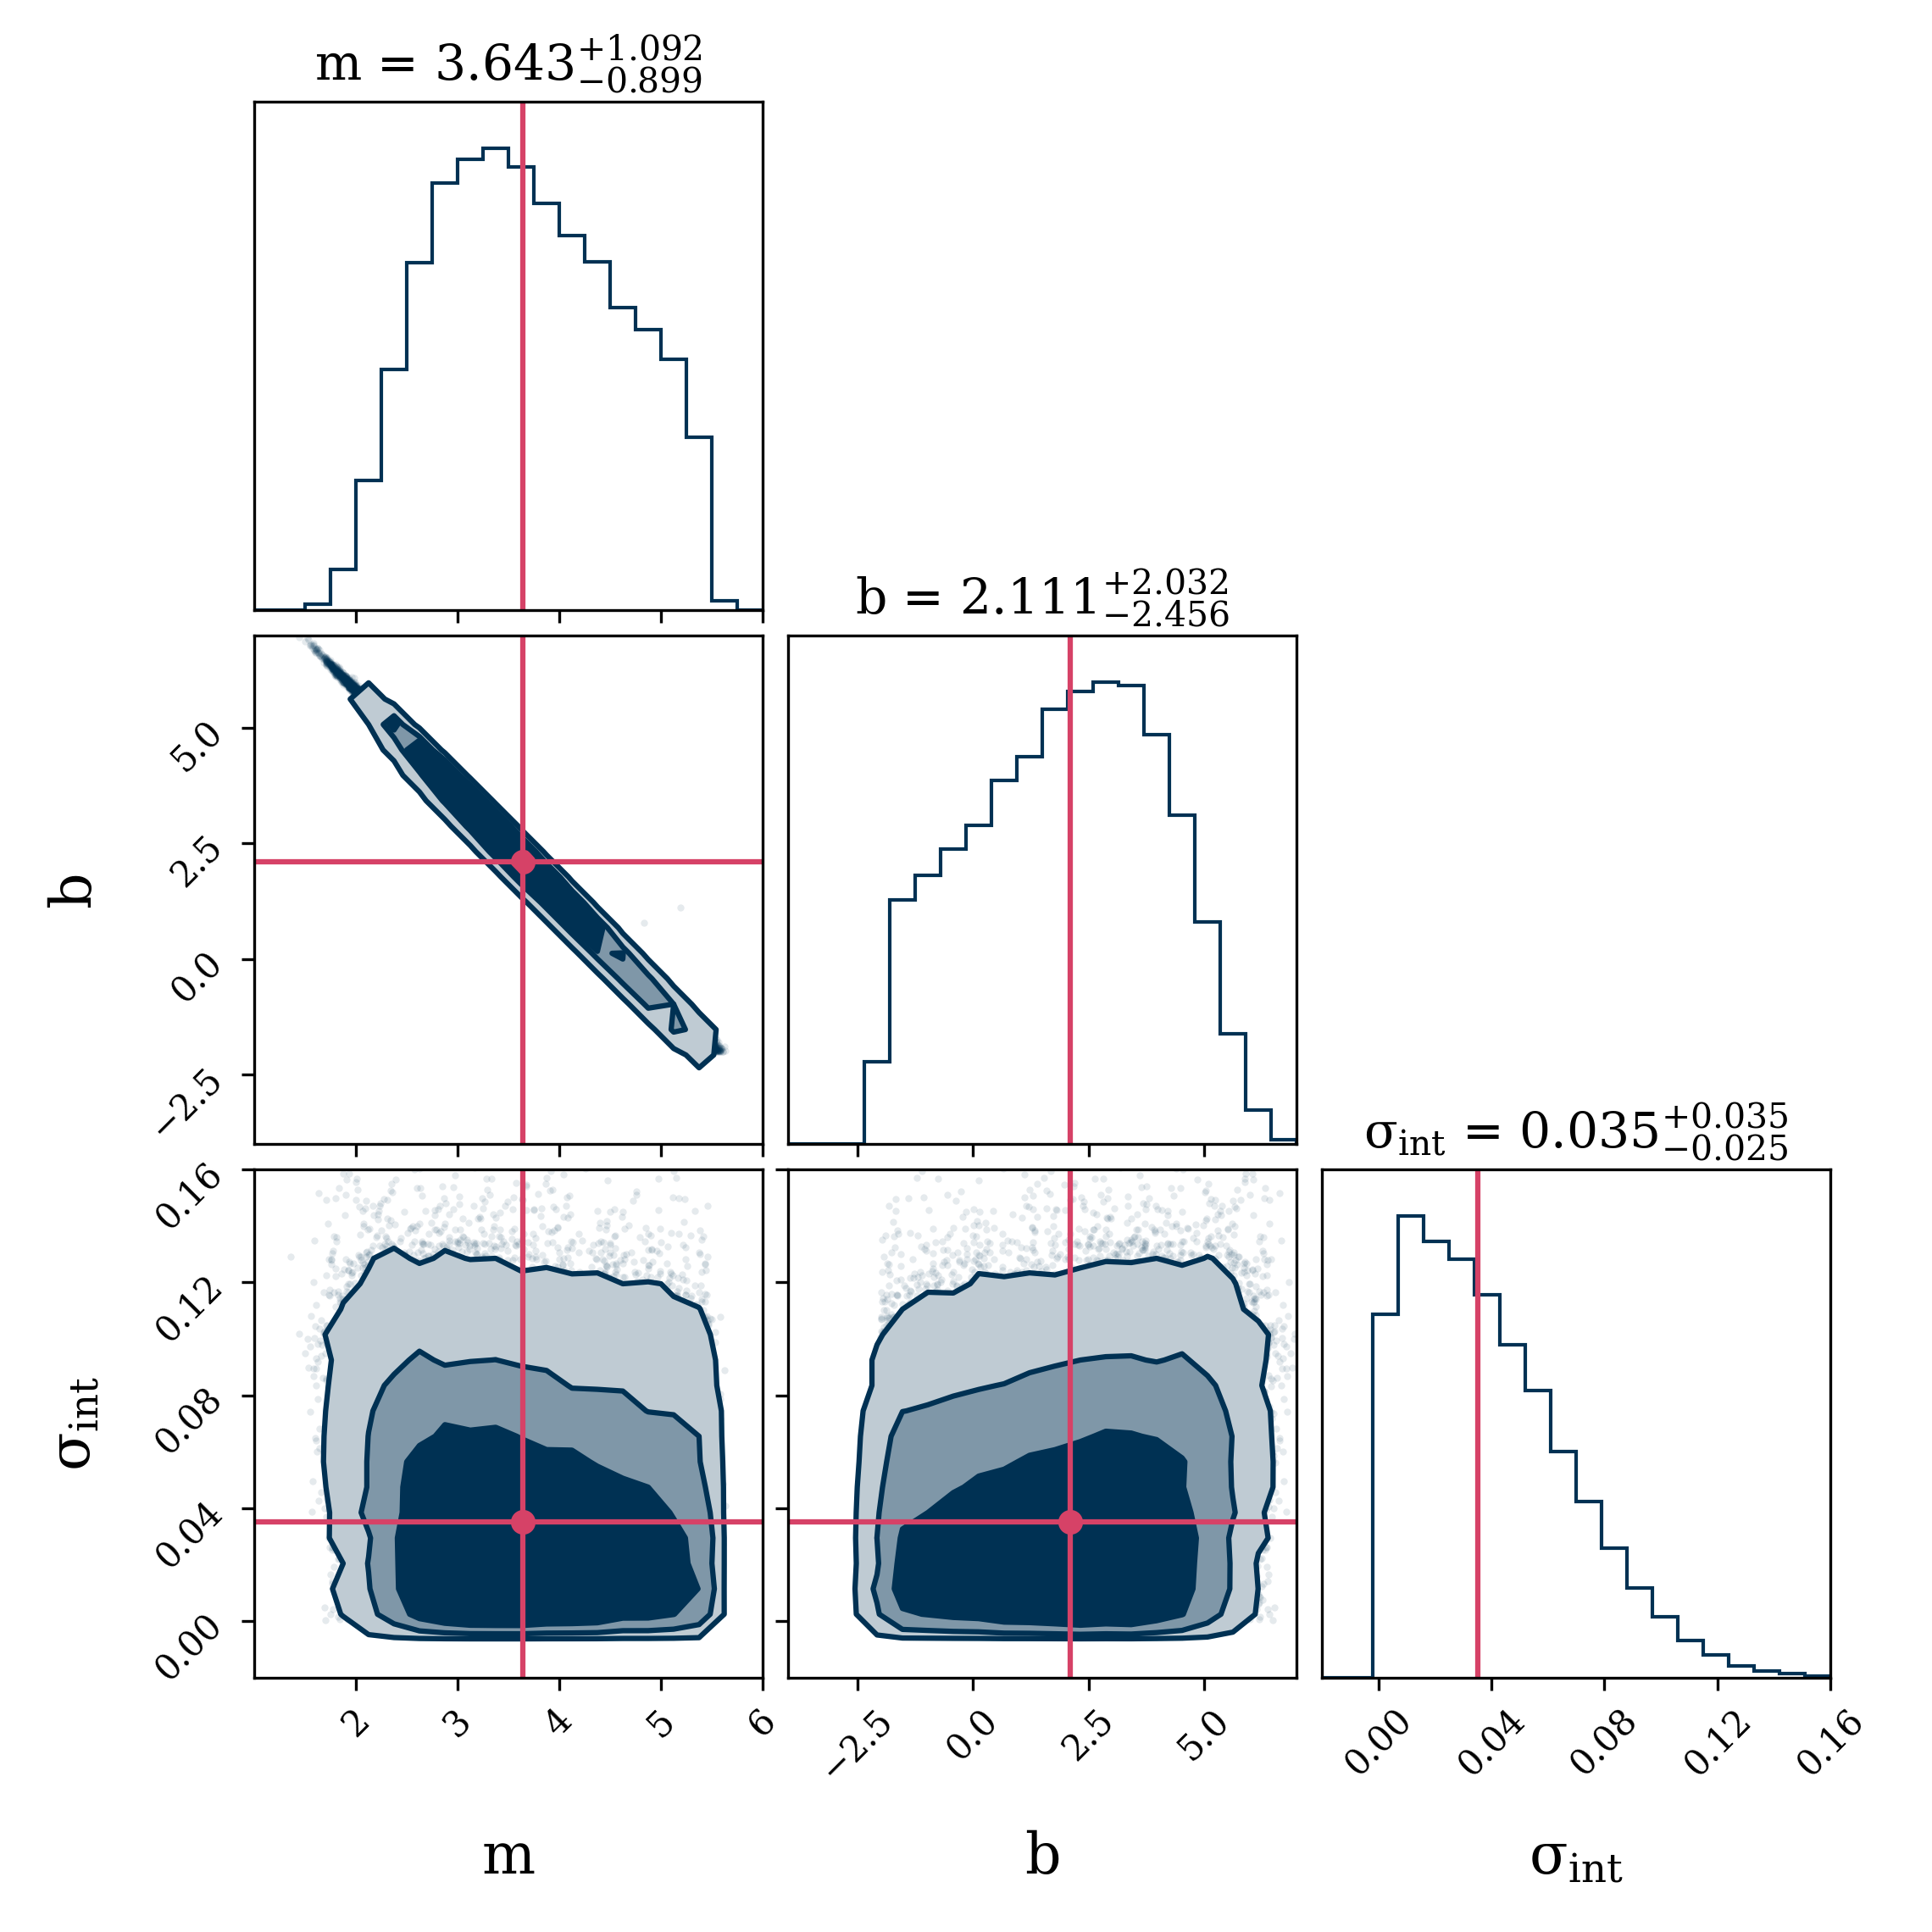 m = 3.643 +1.092 −0.899
b = 2.111 +2.032 −2.456
b
5.0
2.5
0.0
−2.5
σint = 0.035 +0.035 −0.025
σint
0.16
0.12
0.08
0.04
0.00
2 3 4 5 6
−2.5 0.0 2.5 5.0
0.00 0.04 0.08 0.12 0.16
m
b
σint